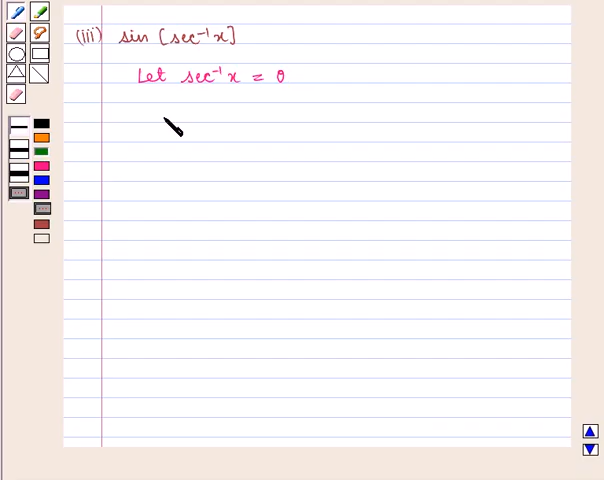 (iii) sin [sec⁻¹x]
Let sec⁻¹x = θ